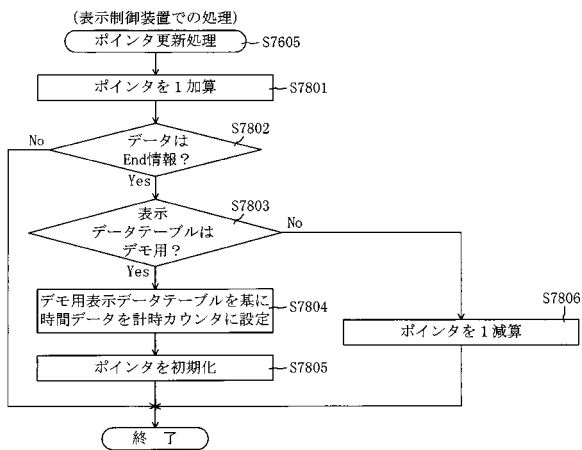 (表示制御装置での処理)
ポインタ更新処理
S7605
ポインタを1加算
S7801
S7802
No
データは
End情報?
Yes
S7803
表示
データテーブルは
デモ用?
No
Yes
デモ用表示データテーブルを基に
時間データを計時カウンタに設定
S7804
S7806
ポインタを1減算
ポインタを初期化
S7805
終 了